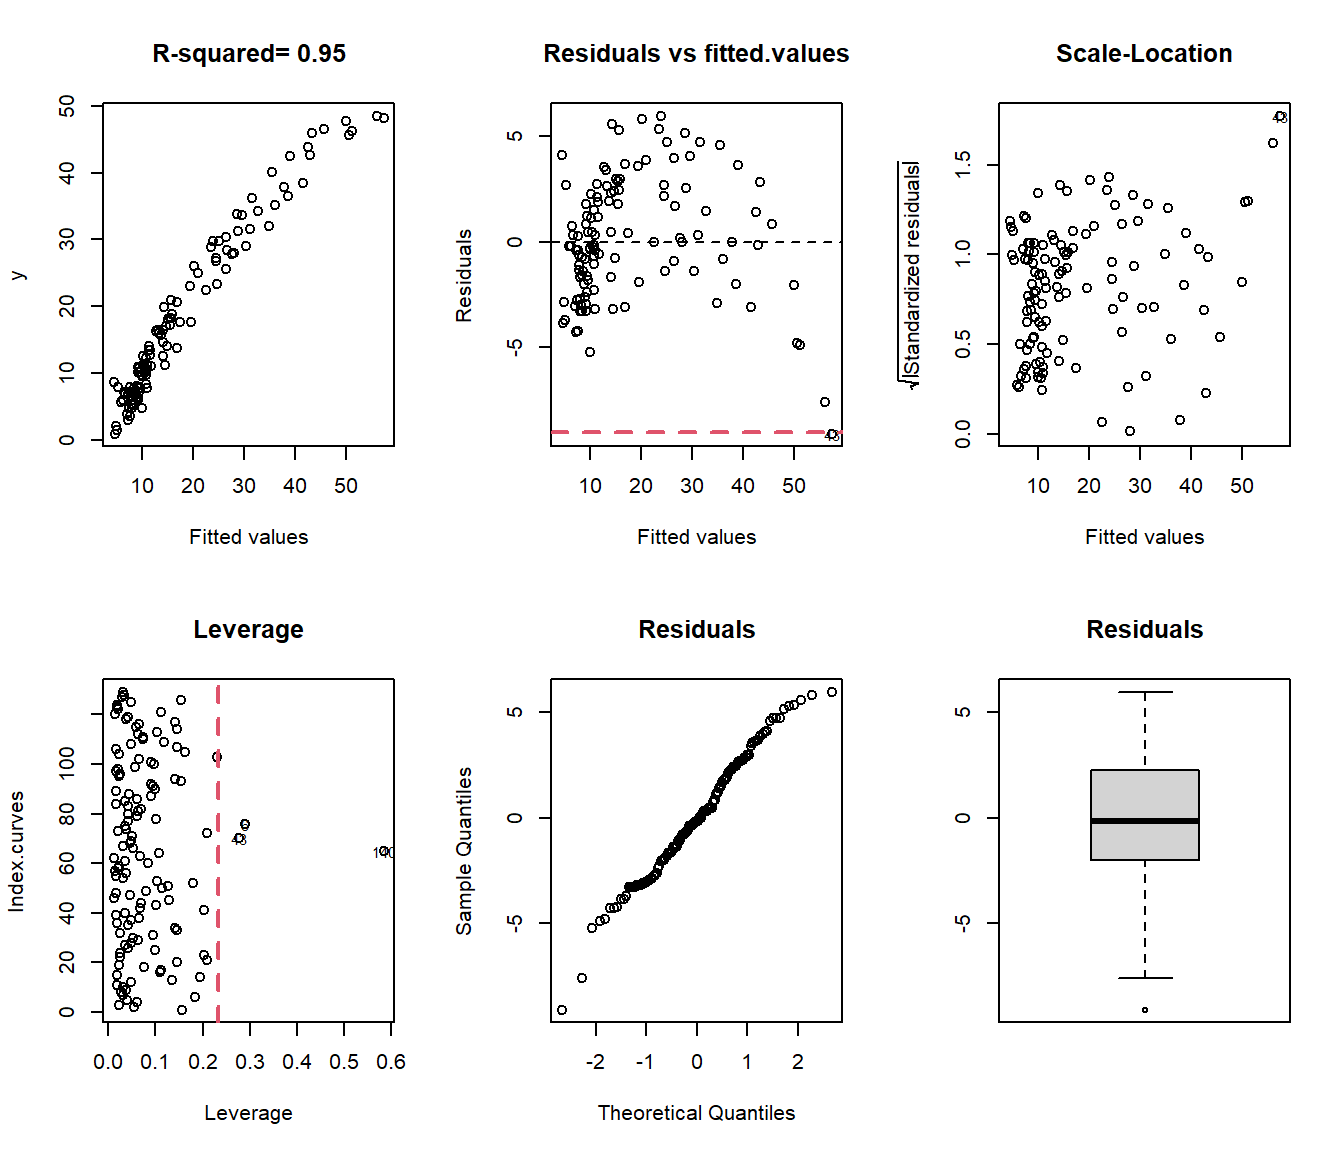 R-squared= 0.95
y
0 10 20 30 40 50
10 20 30 40 50
Fitted values
Residuals vs fitted.values
Residuals
-5 0 5
43
10 20 30 40 50
Fitted values
Scale-Location
√|Standardized residuals|
0.0 0.5 1.0 1.5
43
10 20 30 40 50
Fitted values
Leverage
Index.curves
0 20 40 60 80 100
43
140
0.0 0.1 0.2 0.3 0.4 0.5 0.6
Leverage
Residuals
Sample Quantiles
-5 0 5
-2 -1 0 1 2
Theoretical Quantiles
Residuals
-5 0 5